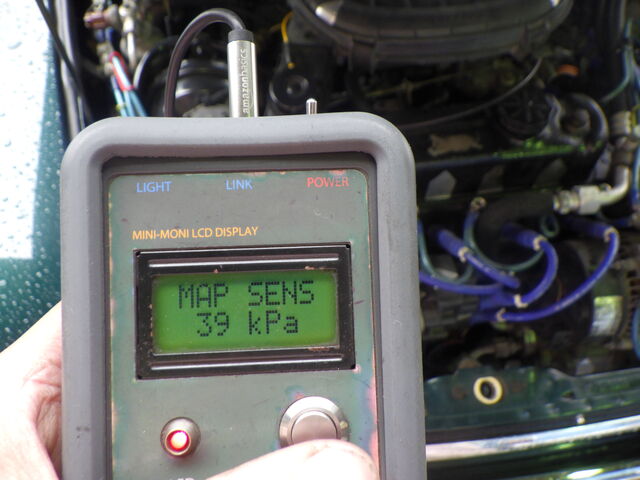 amazonbasics
LIGHT LINK POWER
MINI-MONI LCD DISPLAY
MAP SENS
39 kPa